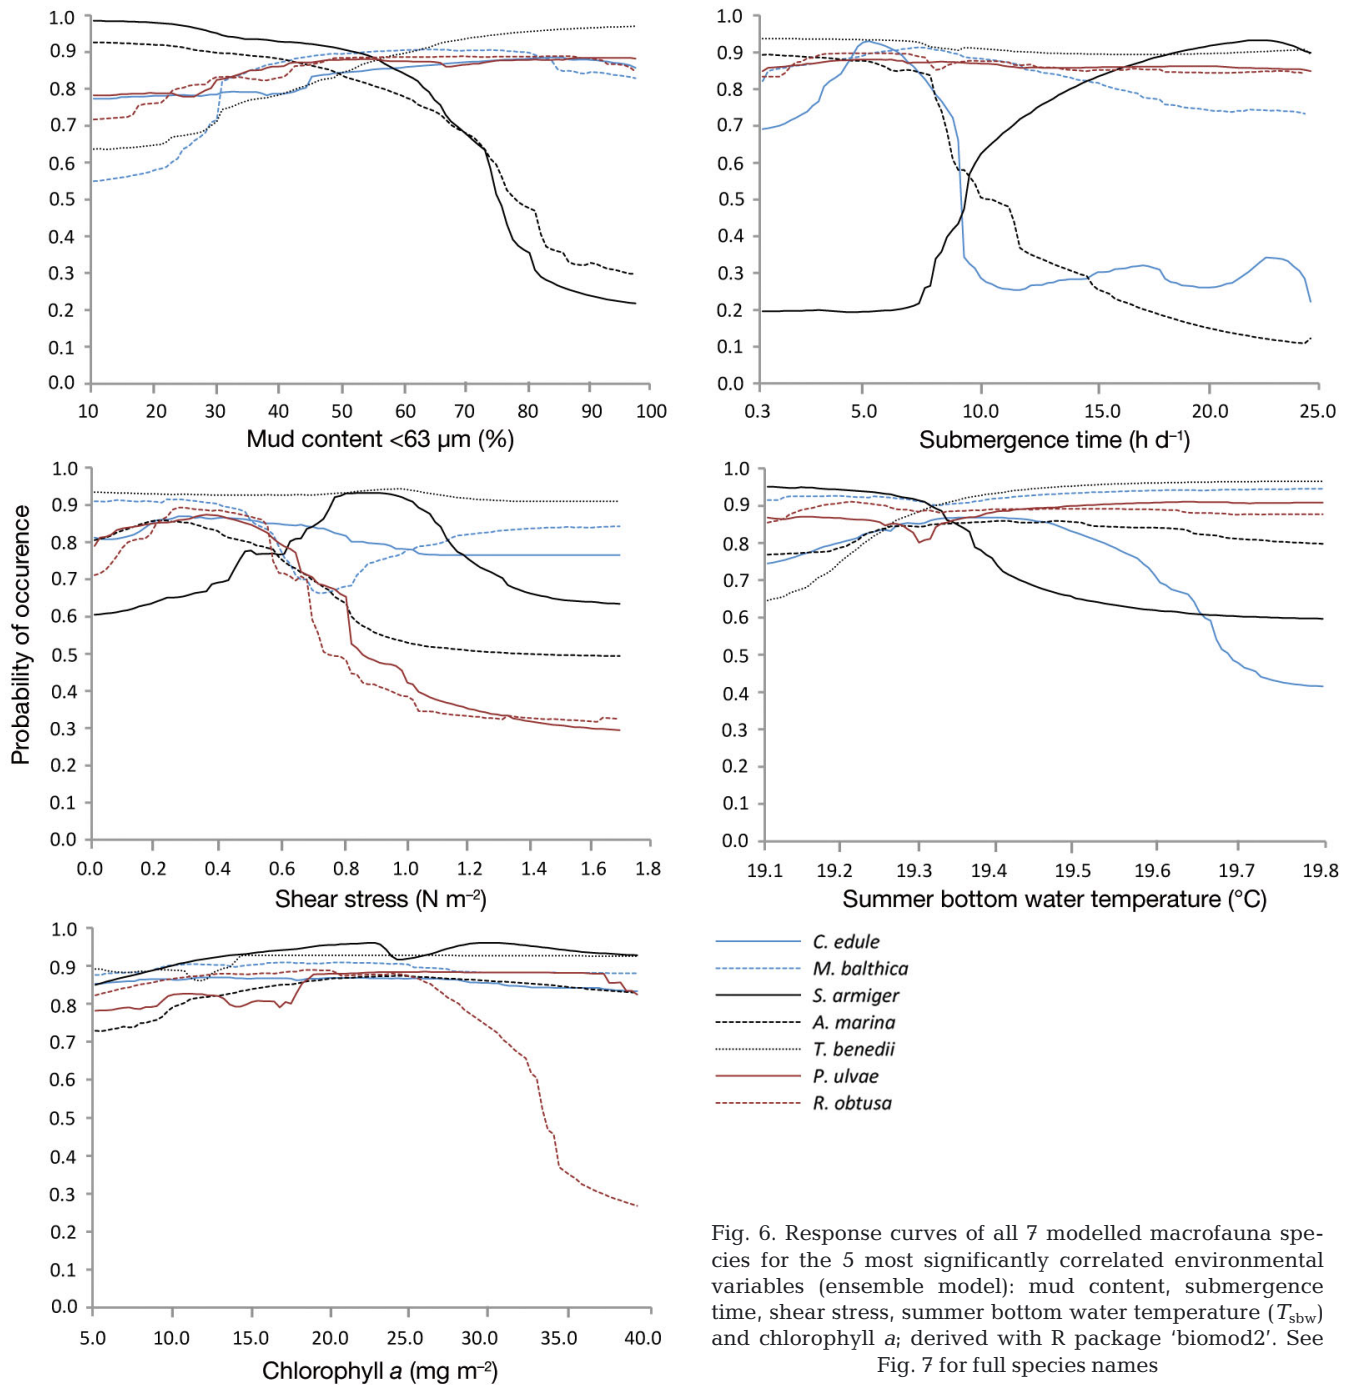 1.0
0.9
0.8
0.7
0.6
0.5
0.4
0.3
0.2
0.1
0.0
10 20 30 40 50 60 70 80 90 100
Mud content <63 µm (%)
1.0
0.9
0.8
0.7
0.6
0.5
0.4
0.3
0.2
0.1
0.0
0.3 5.0 10.0 15.0 20.0 25.0
Submergence time (h d⁻¹)
Probability of occurence
1.0
0.9
0.8
0.7
0.6
0.5
0.4
0.3
0.2
0.1
0.0
0.0 0.2 0.4 0.6 0.8 1.0 1.4 1.6 1.8
Shear stress (N m⁻²)
1.0
0.9
0.8
0.7
0.6
0.5
0.4
0.3
0.2
0.1
0.0
19.1 19.2 19.3 19.4 19.5 19.6 19.7 19.8
Summer bottom water temperature (°C)
1.0
0.9
0.8
0.7
0.6
0.5
0.4
0.3
0.2
0.1
0.0
5.0 10.0 15.0 20.0 25.0 30.0 35.0 40.0
Chlorophyll a (mg m⁻²)
C. edule
M. balthica
S. armiger
A. marina
T. benedii
P. ulvae
R. obtusa
Fig. 6. Response curves of all 7 modelled macrofauna spe-
cies for the 5 most significantly correlated environmental
variables (ensemble model): mud content, submergence
time, shear stress, summer bottom water temperature (Tsbw)
and chlorophyll a; derived with R package ‘biomod2’. See
Fig. 7 for full species names